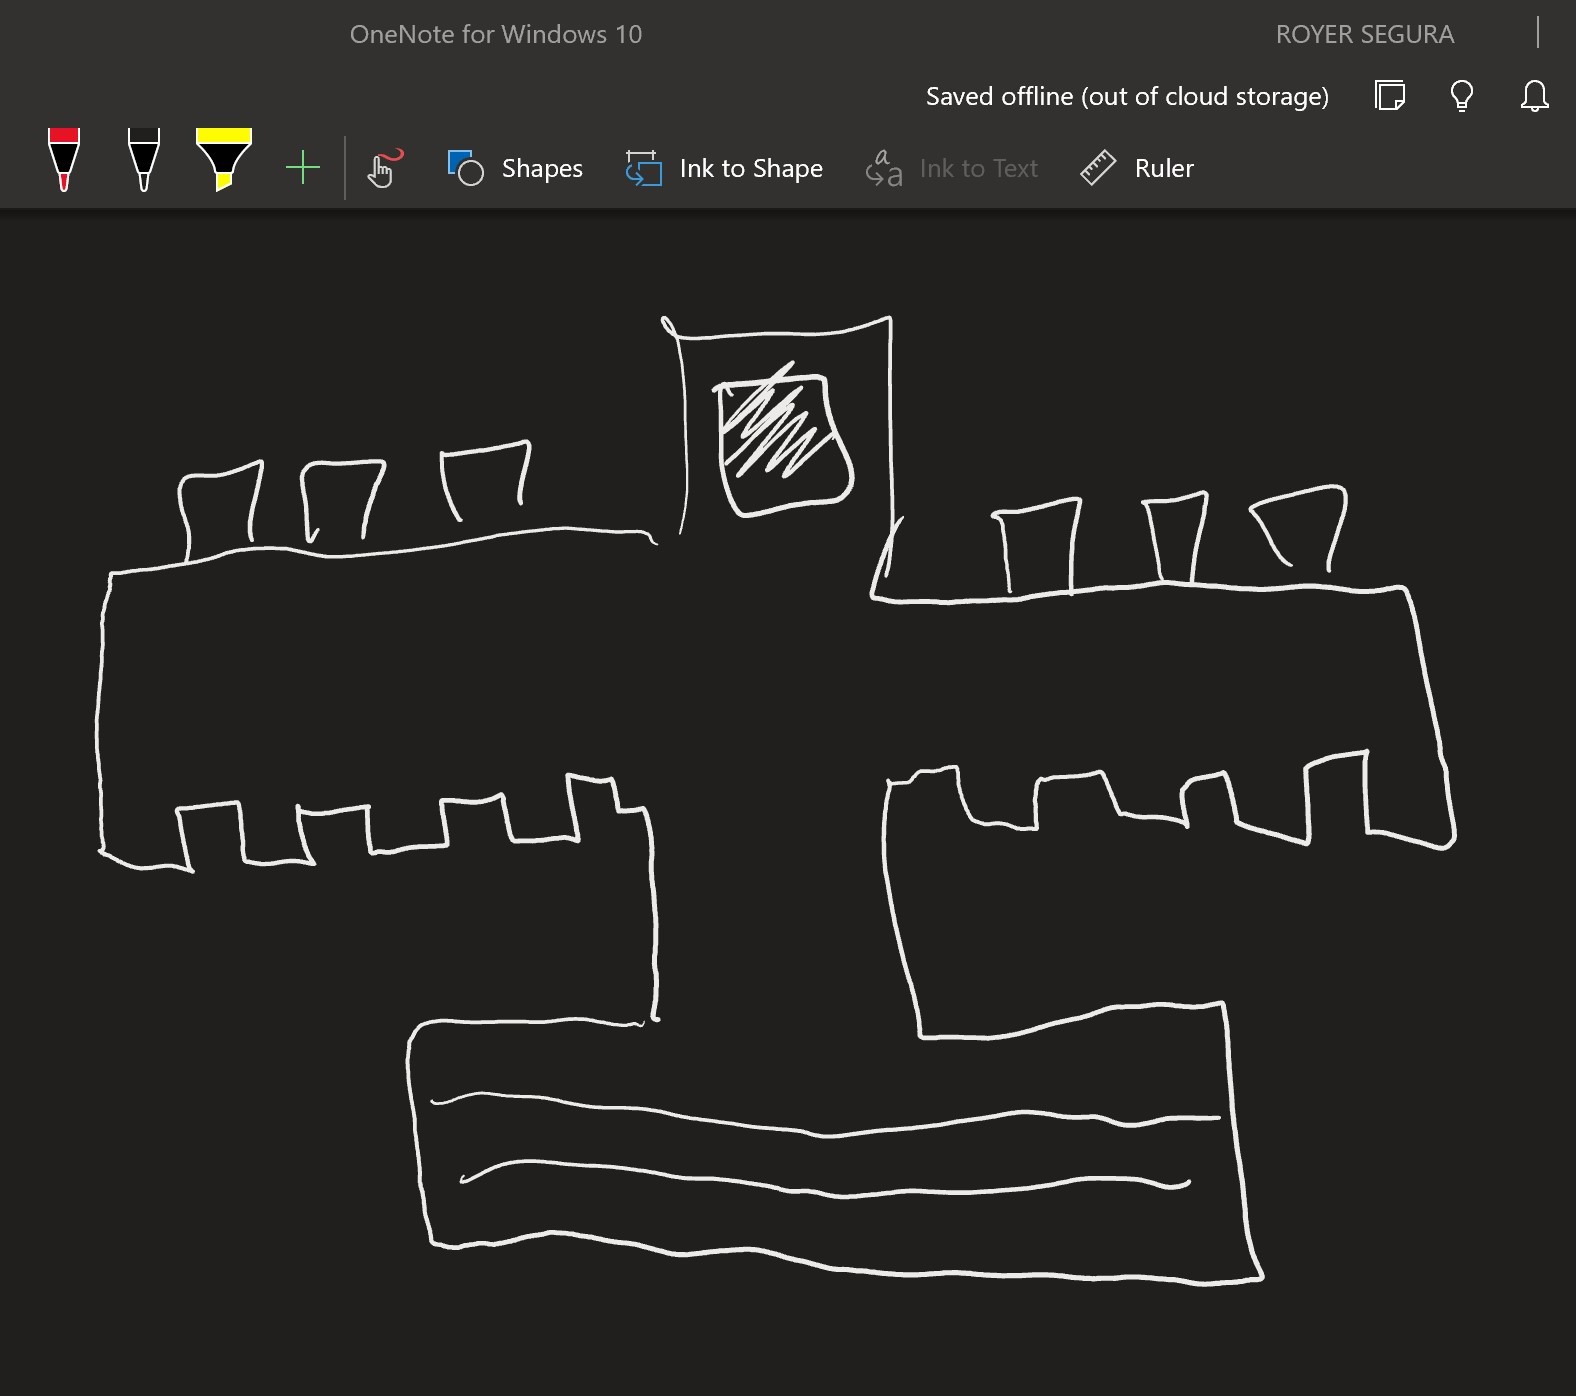 OneNote for Windows 10
ROYER SEGURA
Saved offline (out of cloud storage)
Shapes
Ink to Shape
Ink to Text
Ruler